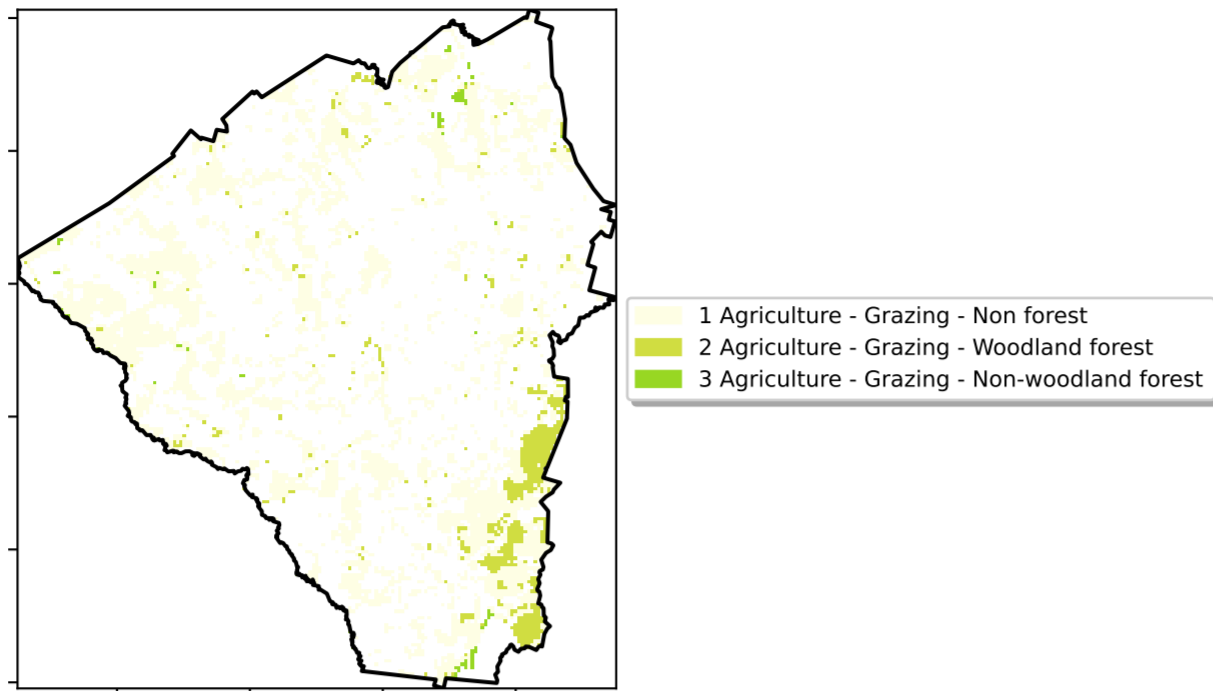 1 Agriculture - Grazing - Non forest
2 Agriculture - Grazing - Woodland forest
3 Agriculture - Grazing - Non-woodland forest